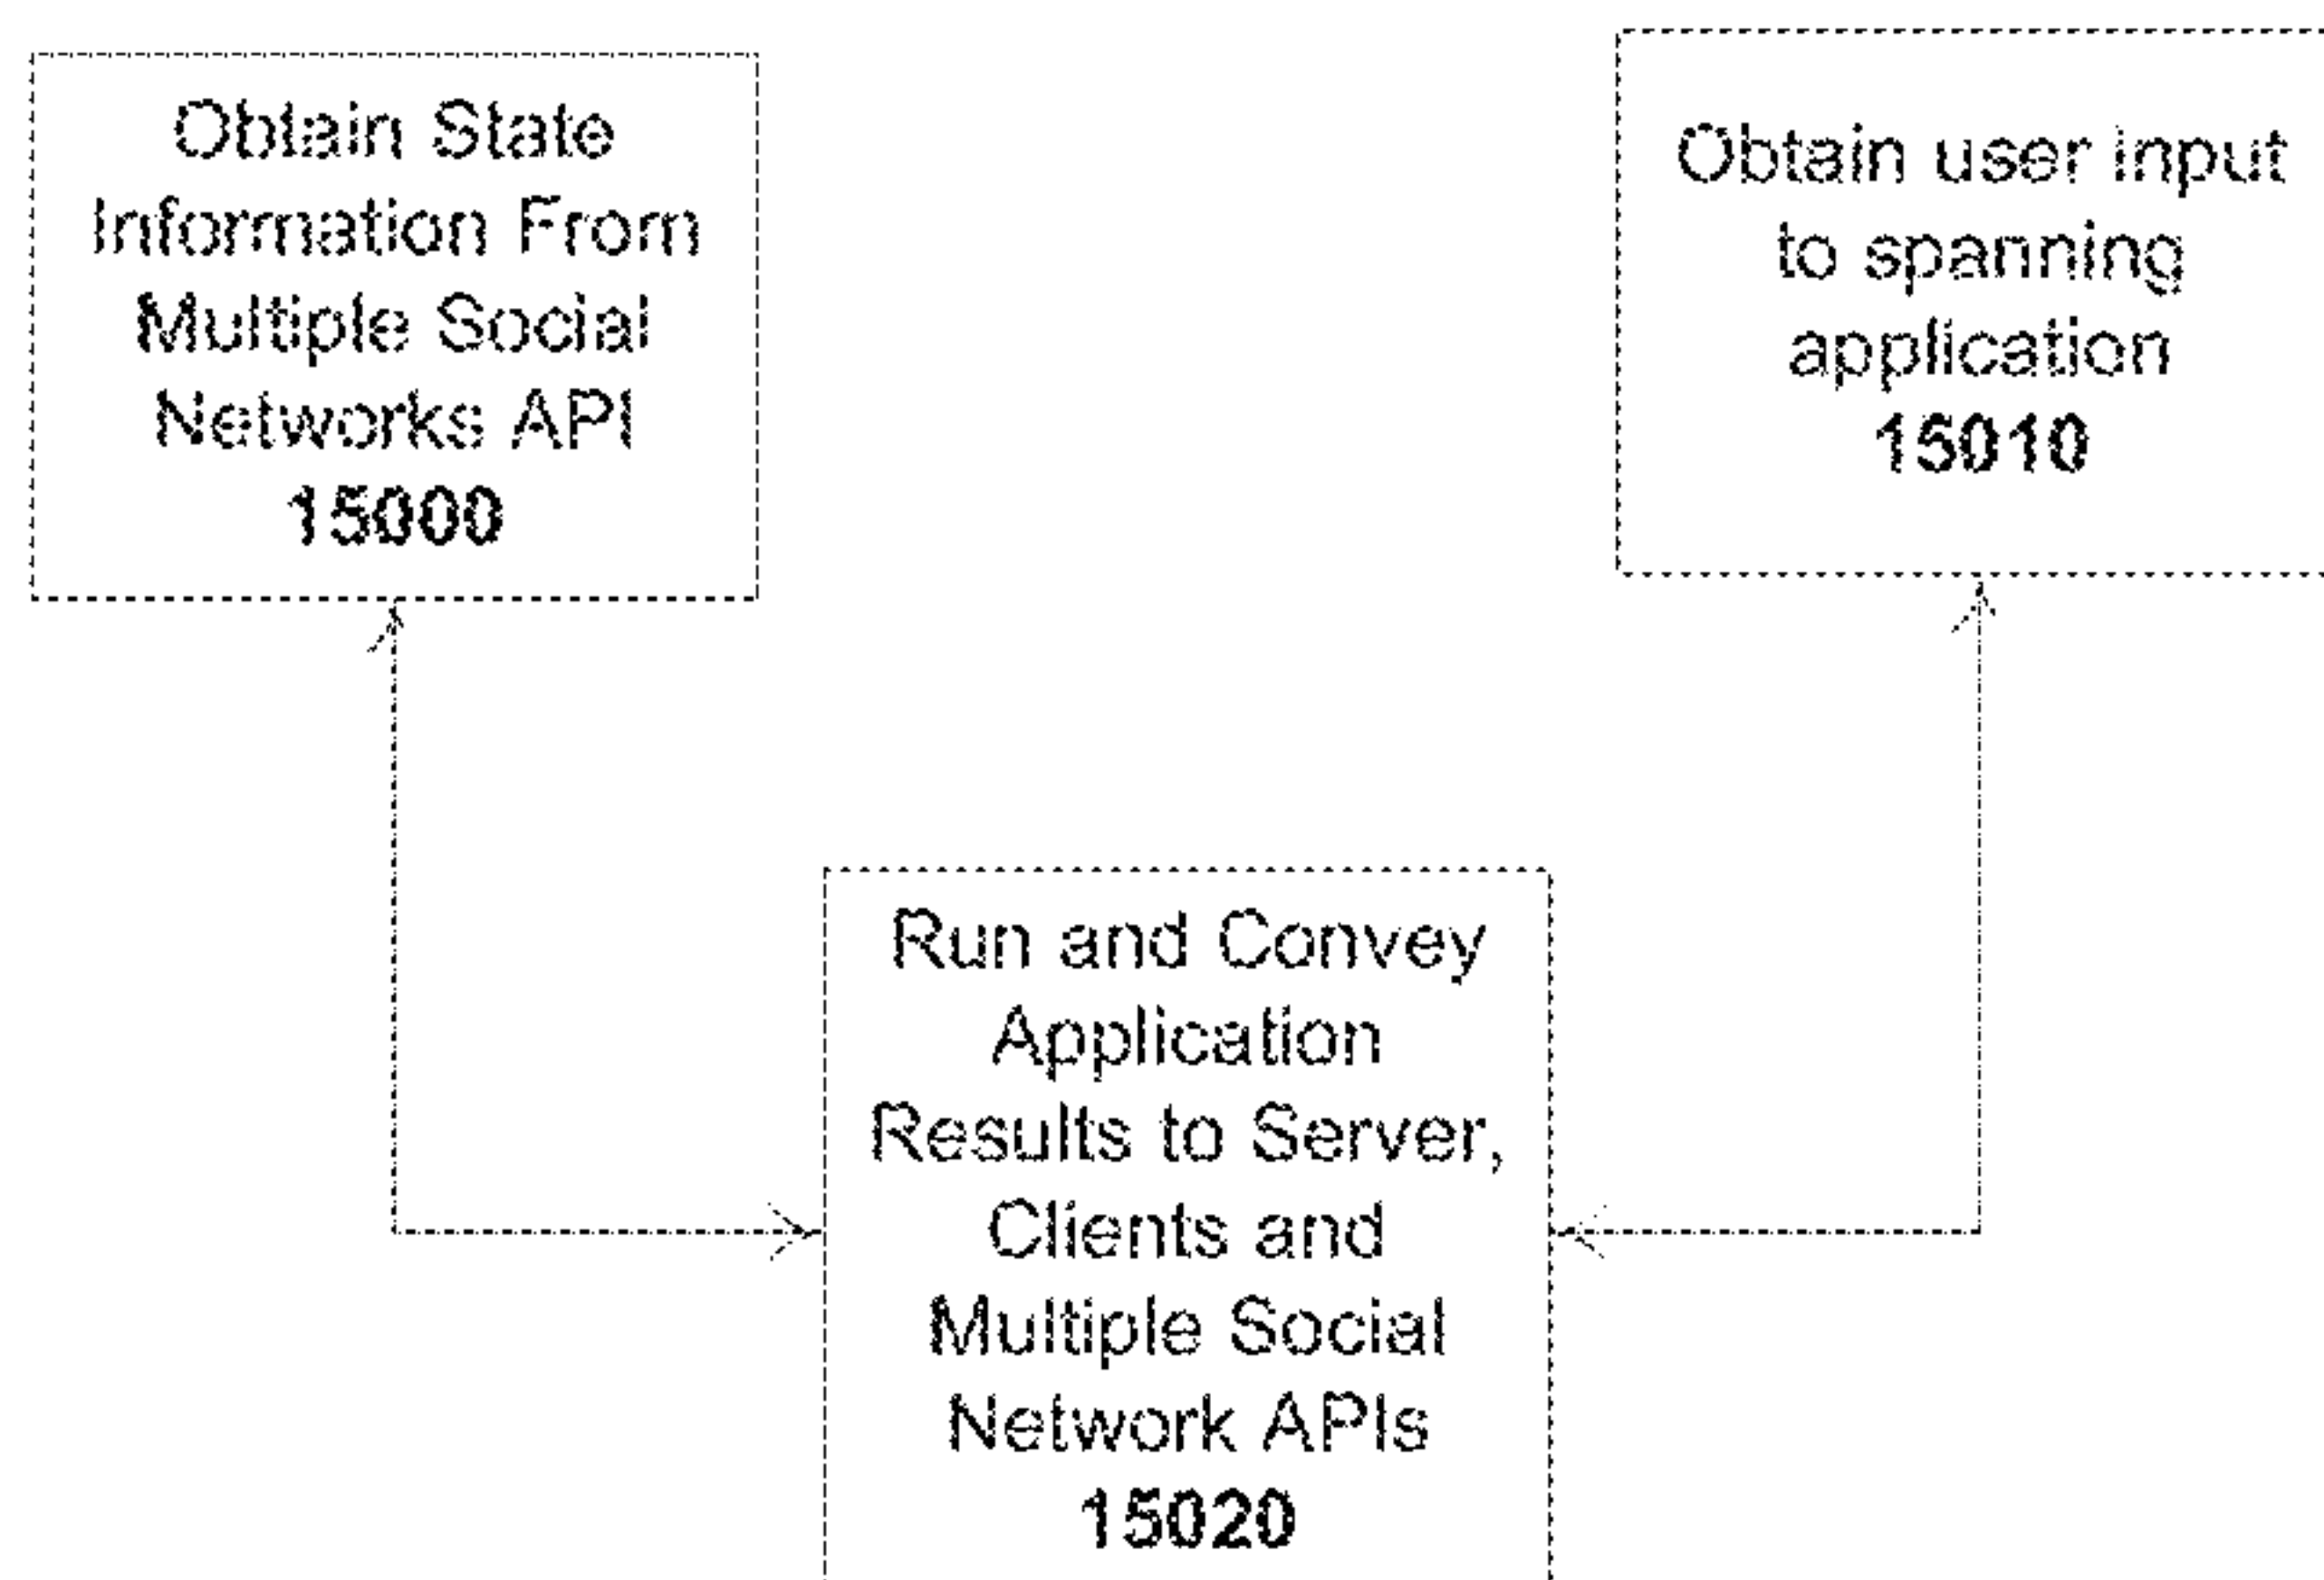 Obtain State
Information From
Multiple Social
Networks API
15000
Obtain user input
to spanning
application
15010
Run and Convey
Application
Results to Server,
Clients and
Multiple Social
Network APIs
15020